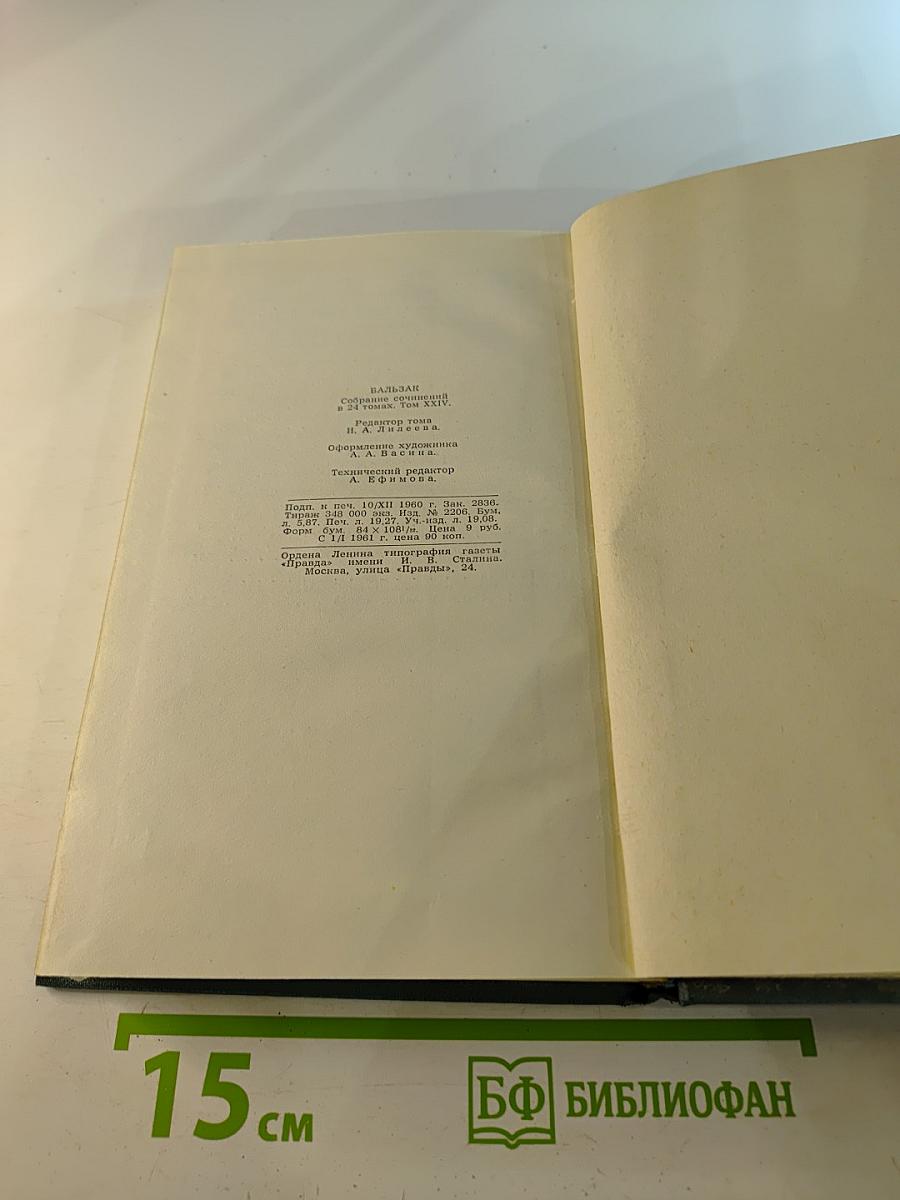 БАЛЬЗАК
Собрание сочинений
в 24 томах. Том XXIV.
Редактор тома
Н. А. Лилеева.
Оформление художника
А. А. Васина.
Технический редактор
А. Ефимова.
Подп. к печ. 10/XII 1960 г. Зак. 2836.
Тираж 348 000 экз. Изд. № 2206. Бум.
л. 5,87. Печ. л. 19,27. Уч.-изд. л. 19,08.
Форм бум. 84 × 108¹/₃₂. Цена 9 руб.
С 1/I 1961 г. цена 90 коп.
Ордена Ленина типография газеты
«Правда» имени И. В. Сталина.
Москва, улица «Правды», 24.
15 см
БФ БИБЛИОФАН